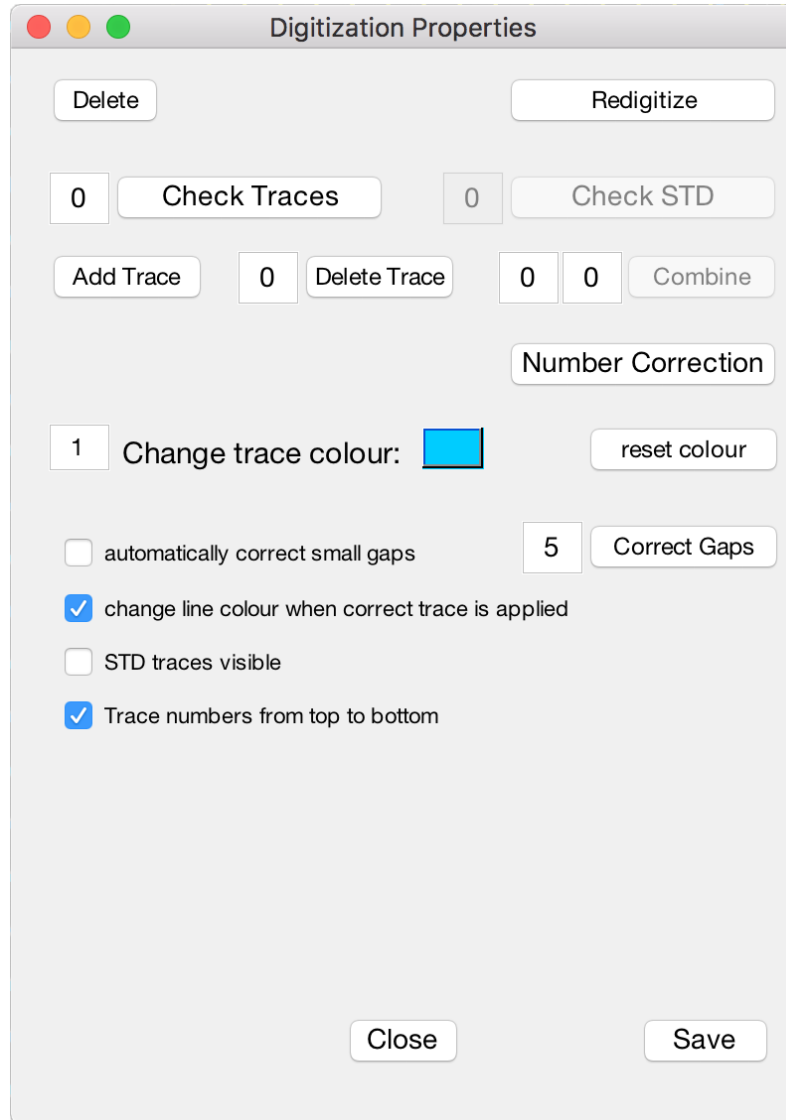 Digitization Properties
Delete Redigitize
0 Check Traces 0 Check STD
Add Trace 0 Delete Trace 0 0 Combine
Number Correction
1 Change trace colour: reset colour
automatically correct small gaps 5 Correct Gaps
change line colour when correct trace is applied
STD traces visible
Trace numbers from top to bottom
Close Save